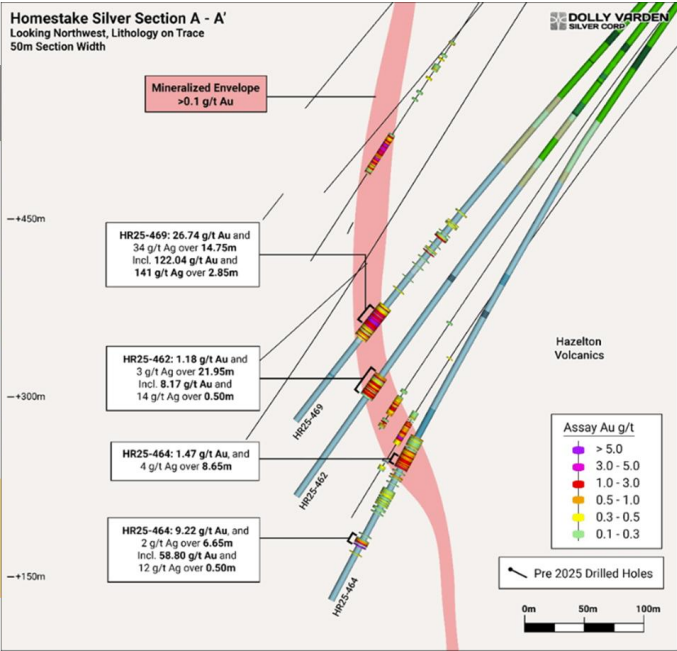 Homestake Silver Section A - A'
Looking Northwest, Lithology on Trace
50m Section Width
DOLLY VARDEN
SILVER CORP
Mineralized Envelope
>0.1 g/t Au
+450m
HR25-469: 26.74 g/t Au and
34 g/t Ag over 14.75m
Incl. 122.04 g/t Au and
141 g/t Ag over 2.85m
+300m
HR25-462: 1.18 g/t Au, and
3 g/t Ag over 21.95m
Incl. 8.17 g/t Au and
14 g/t Ag over 0.50m
HR25-464: 1.47 g/t Au, and
4 g/t Ag over 8.65m
HR25-464: 9.22 g/t Au, and
2 g/t Ag over 6.65m
Incl. 58.80 g/t Au and
12 g/t Ag over 0.50m
+150m
HR25-469
HR25-462
HR25-464
Hazelton
Volcanics
Assay Au g/t
> 5.0
3.0 - 5.0
1.0 - 3.0
0.5 - 1.0
0.3 - 0.5
0.1 - 0.3
Pre 2025 Drilled Holes
0m 50m 100m